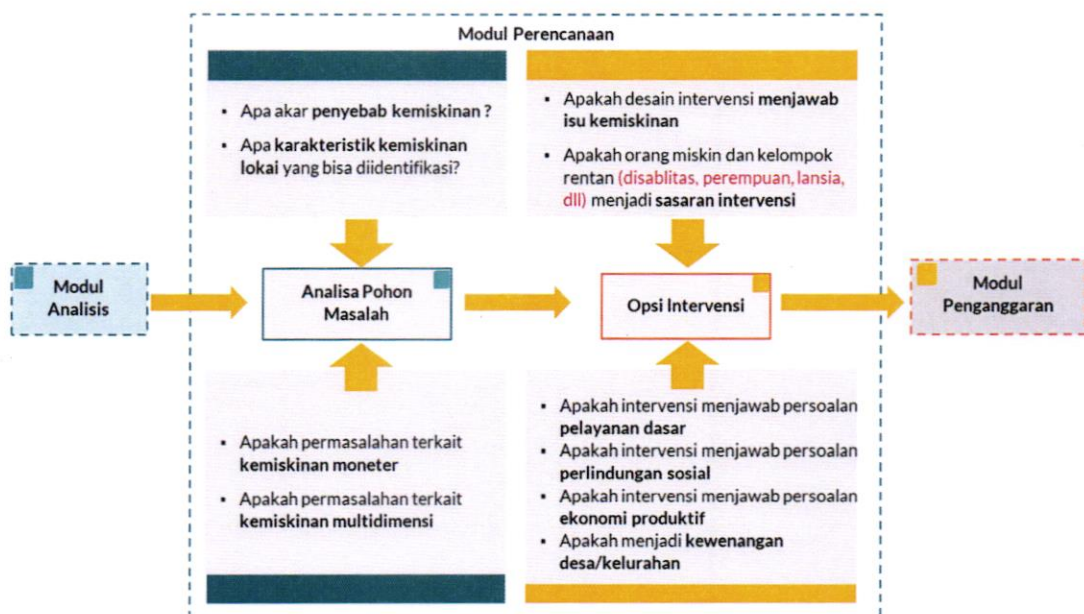 Modul Perencanaan
▪ Apa akar penyebab kemiskinan ?
▪ Apa karakteristik kemiskinan
lokai yang bisa diidentifikasi?
▪ Apakah desain intervensi menjawab
isu kemiskinan
▪ Apakah orang miskin dan kelompok
rentan (disablitas, perempuan, lansia,
dll) menjadi sasaran intervensi
Modul
Analisis
Analisa Pohon
Masalah
Opsi Intervensi
Modul
Penganggaran
▪ Apakah permasalahan terkait
kemiskinan moneter
▪ Apakah permasalahan terkait
kemiskinan multidimensi
▪ Apakah intervensi menjawab persoalan
pelayanan dasar
▪ Apakah intervensi menjawab persoalan
perlindungan sosial
▪ Apakah intervensi menjawab persoalan
ekonomi produktif
▪ Apakah menjadi kewenangan
desa/kelurahan